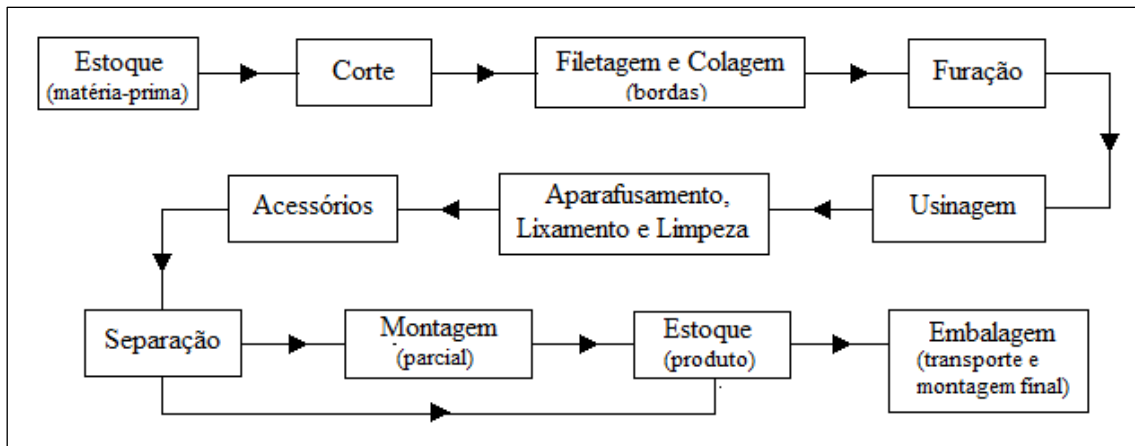 Estoque
(matéria-prima)
Corte
Filetagem e Colagem
(bordas)
Furação
Acessórios
Aparafusamento,
Lixamento e Limpeza
Usinagem
Separação
Montagem
(parcial)
Estoque
(produto)
Embalagem
(transporte e
montagem final)